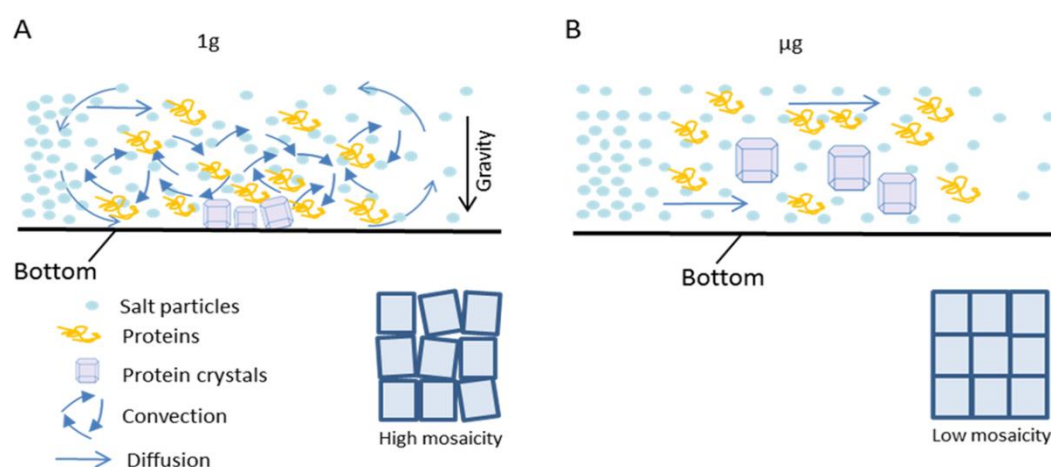 A
1g
Gravity
Bottom
Salt particles
Proteins
Protein crystals
Convection
Diffusion
High mosaicity
B
µg
Bottom
Low mosaicity